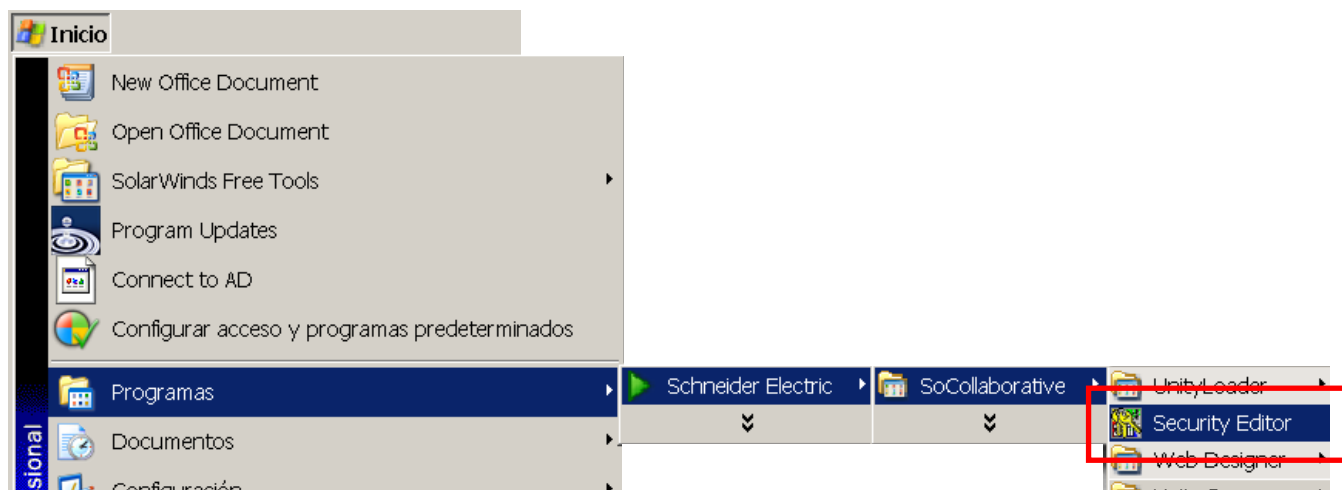 Inicio
New Office Document
Open Office Document
SolarWinds Free Tools
Program Updates
Connect to AD
Configurar acceso y programas predeterminados
Programas
Schneider Electric
SoCollaborative
UnityLoader
Security Editor
Documentos
Web Designer
Configuración
sional